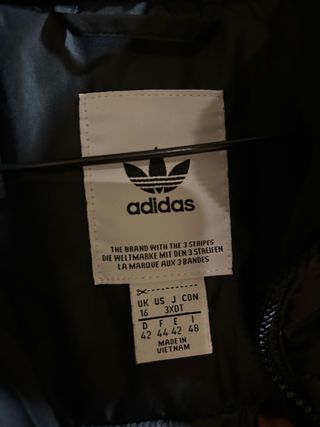 adidas
THE BRAND WITH THE 3 STRIPES
DIE WELTMARKE MIT DEN 3 STREIFEN
LA MARQUE AUX 3 BANDES
UK US J CDN
16 3XOT
D F E I
42 44 42 48
MADE IN
VIETNAM